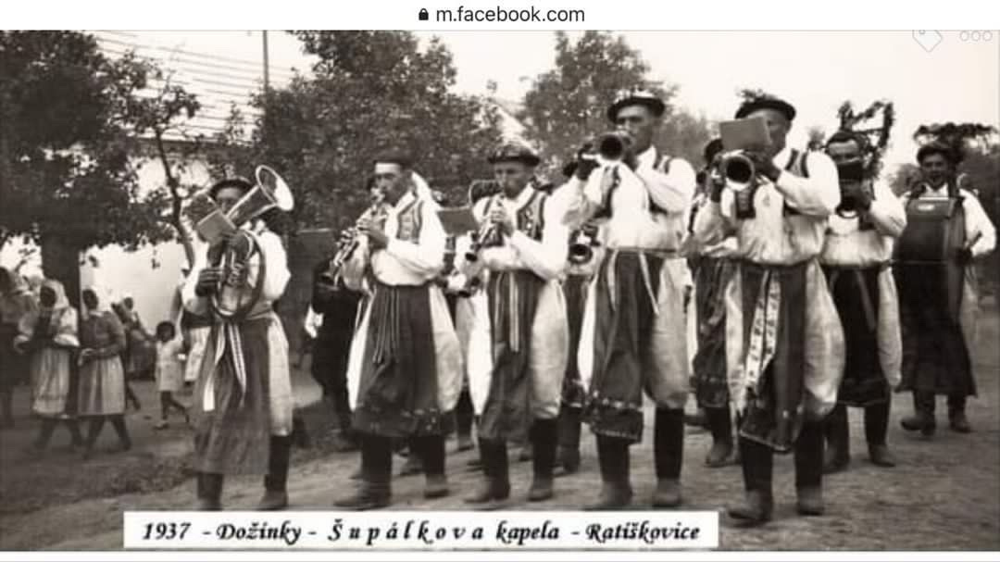 m.facebook.com
1937 - Dožínky - Šupálkova kapela - Ratíškovice